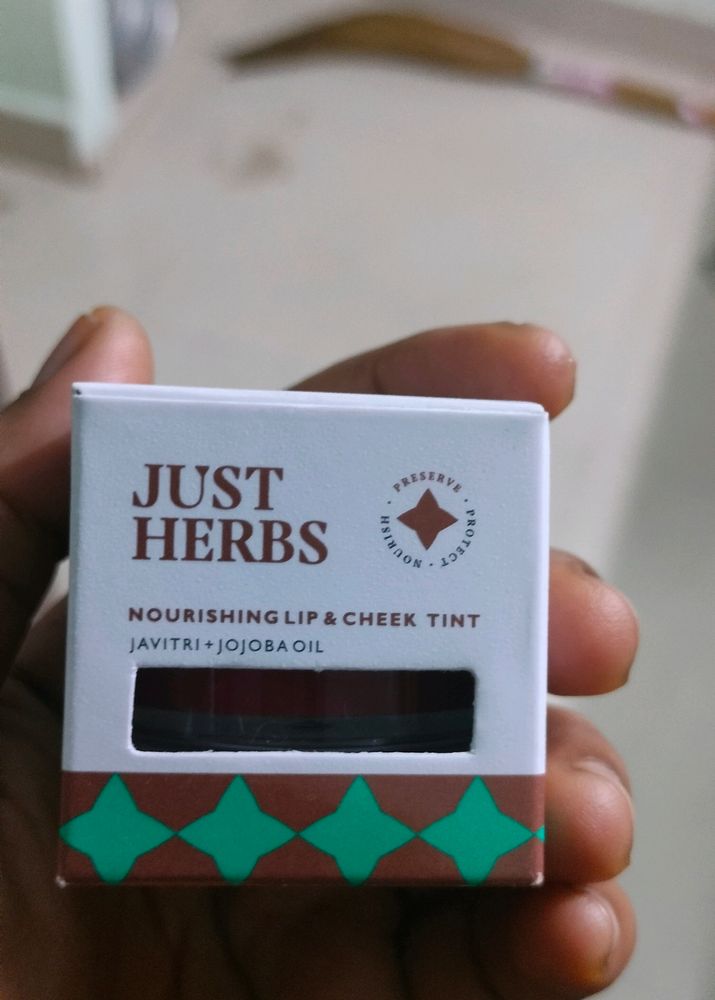 JUST
HERBS
PRESERVE · PROTECT · NOURISH ·
NOURISHING LIP & CHEEK TINT
JAVITRI + JOJOBA OIL